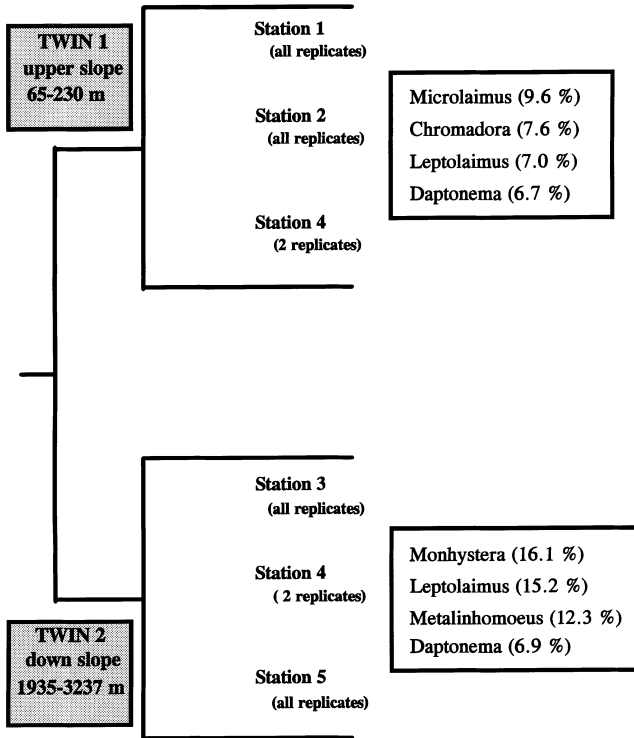 TWIN 1
upper slope
65-230 m
Station 1
(all replicates)
Station 2
(all replicates)
Station 4
(2 replicates)
Microlaimus (9.6 %)
Chromadora (7.6 %)
Leptolaimus (7.0 %)
Daptonema (6.7 %)
Station 3
(all replicates)
Station 4
( 2 replicates)
Station 5
(all replicates)
Monhystera (16.1 %)
Leptolaimus (15.2 %)
Metalinhomoeus (12.3 %)
Daptonema (6.9 %)
TWIN 2
down slope
1935-3237 m